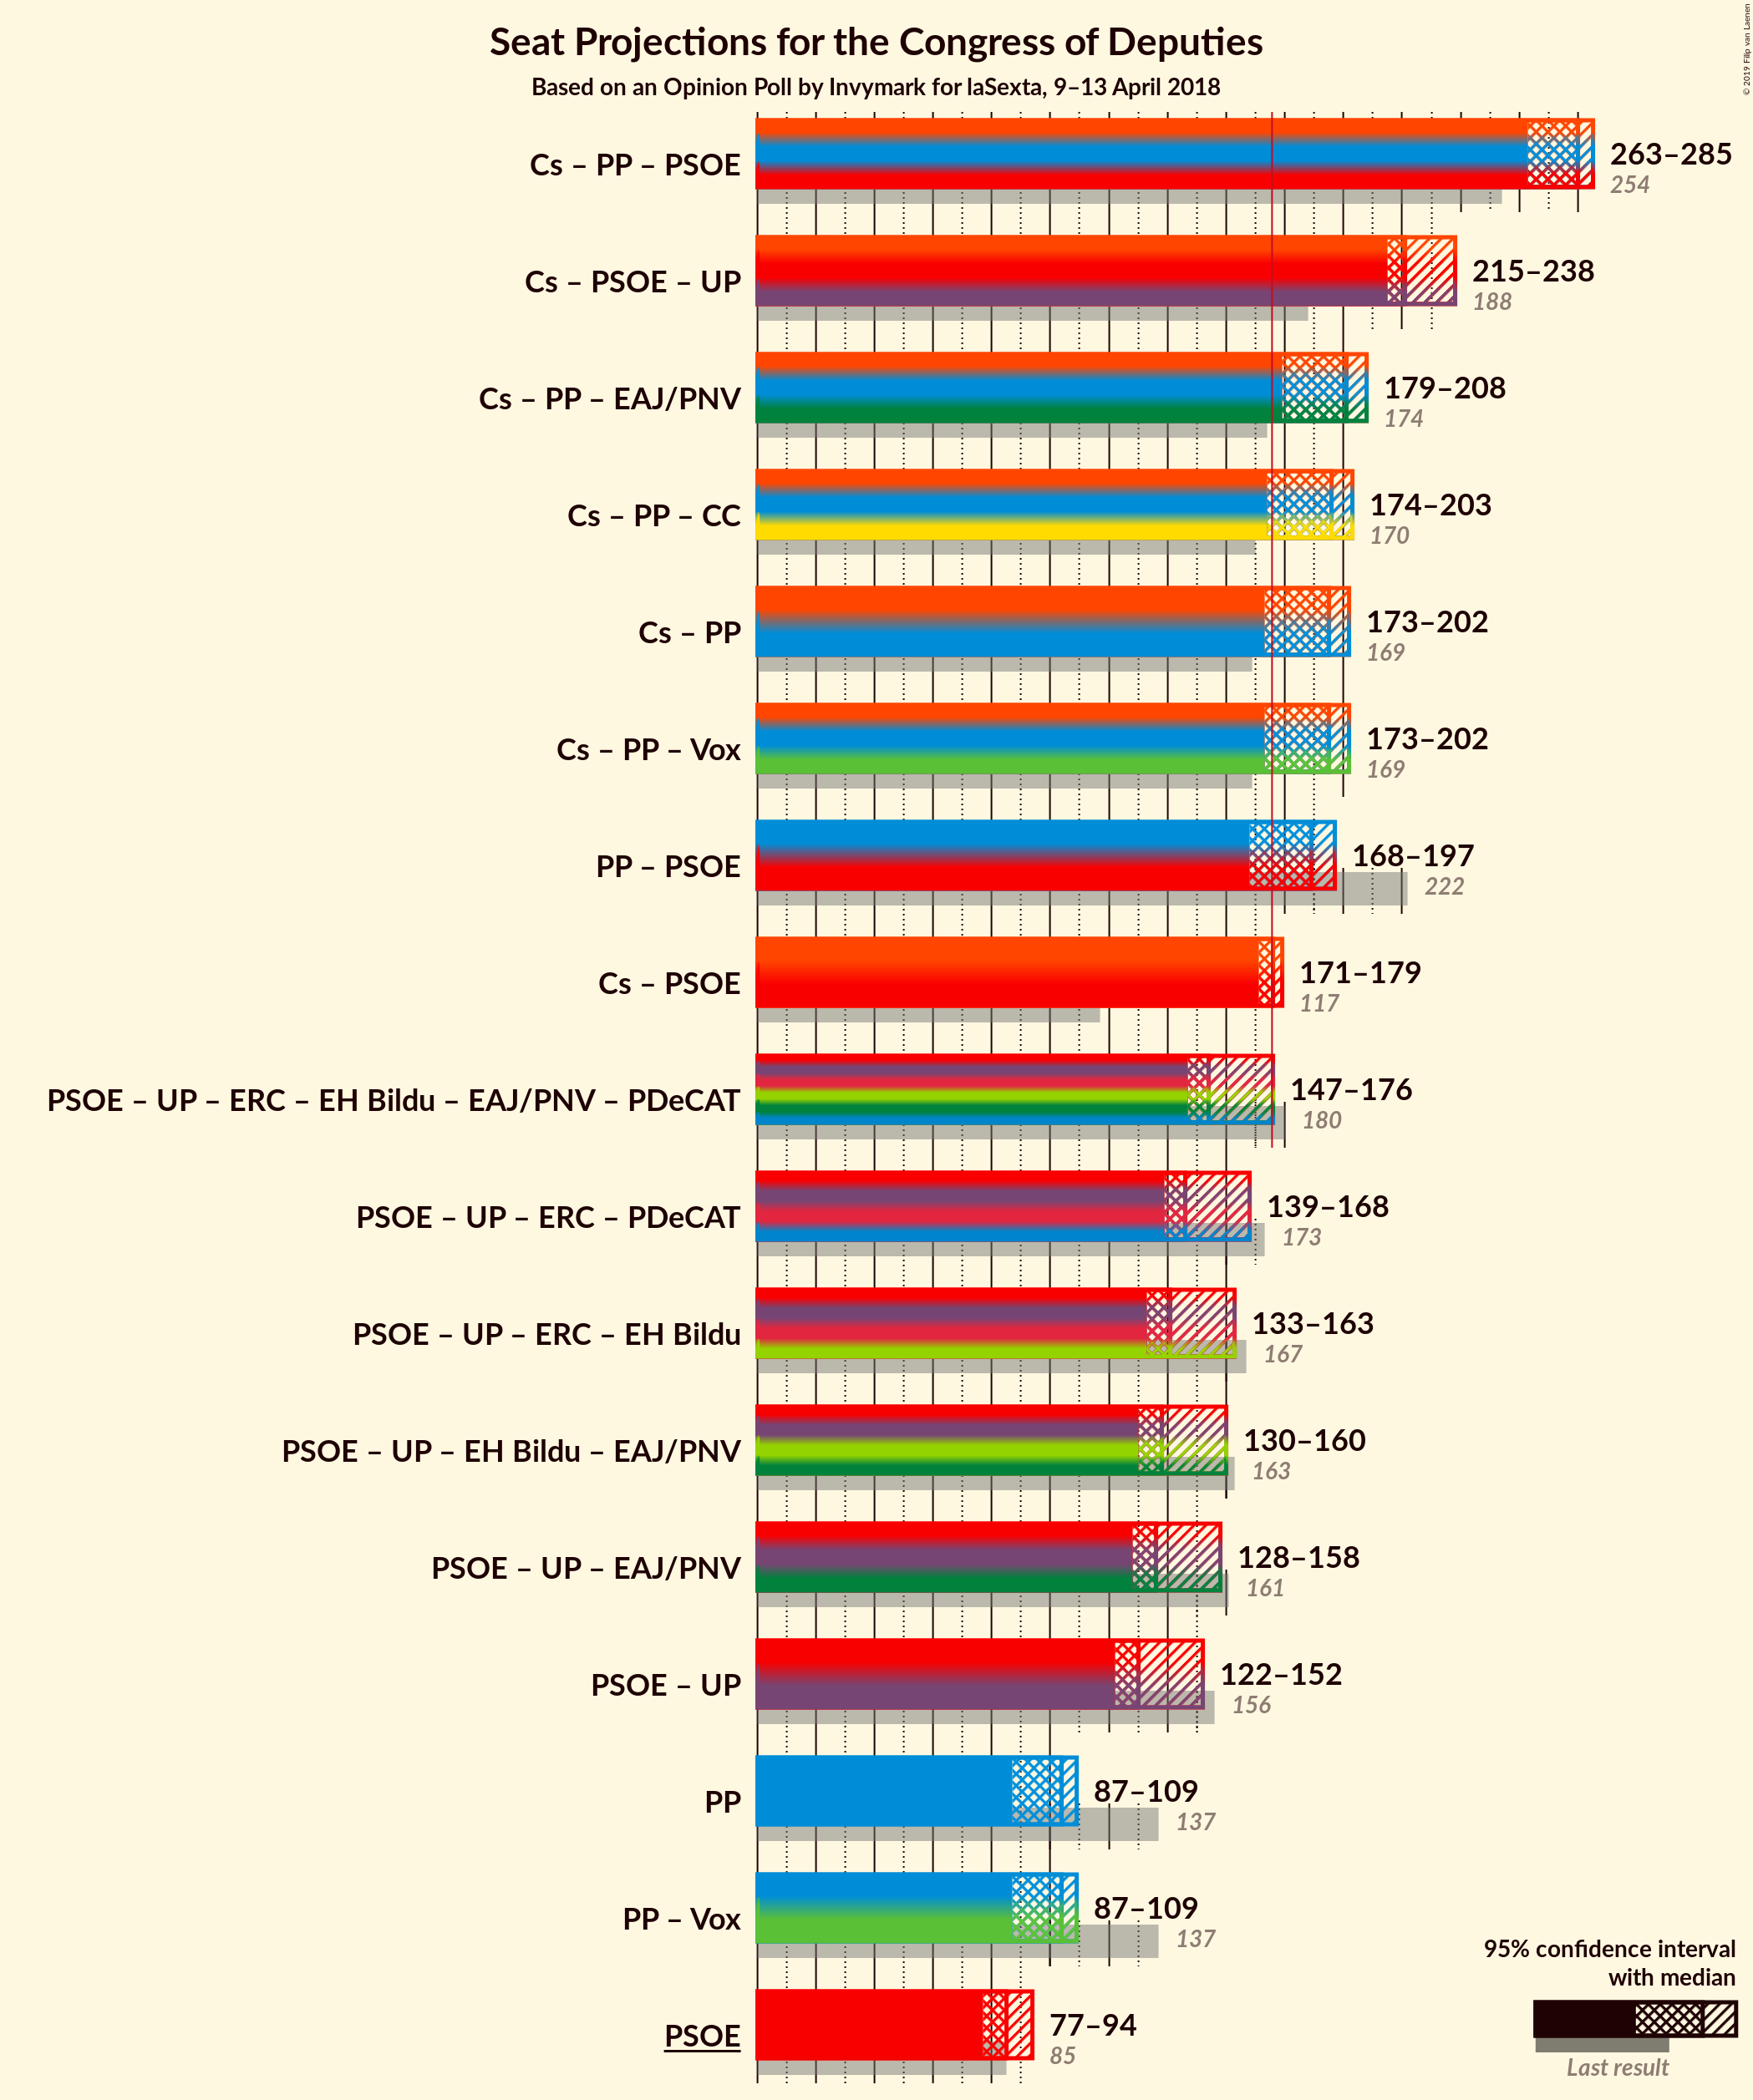 Seat Projections for the Congress of Deputies
Based on an Opinion Poll by Invymark for laSexta, 9–13 April 2018
© 2019 Filip van Laenen
Cs – PP – PSOE
263–285
254
Cs – PSOE – UP
215–238
188
Cs – PP – EAJ/PNV
179–208
174
Cs – PP – CC
174–203
170
Cs – PP
173–202
169
Cs – PP – Vox
173–202
169
PP – PSOE
168–197
222
Cs – PSOE
171–179
117
PSOE – UP – ERC – EH Bildu – EAJ/PNV – PDeCAT
147–176
180
PSOE – UP – ERC – PDeCAT
139–168
173
PSOE – UP – ERC – EH Bildu
133–163
167
PSOE – UP – EH Bildu – EAJ/PNV
130–160
163
PSOE – UP – EAJ/PNV
128–158
161
PSOE – UP
122–152
156
PP
87–109
137
PP – Vox
87–109
137
PSOE
77–94
85
95% confidence interval
with median
Last result